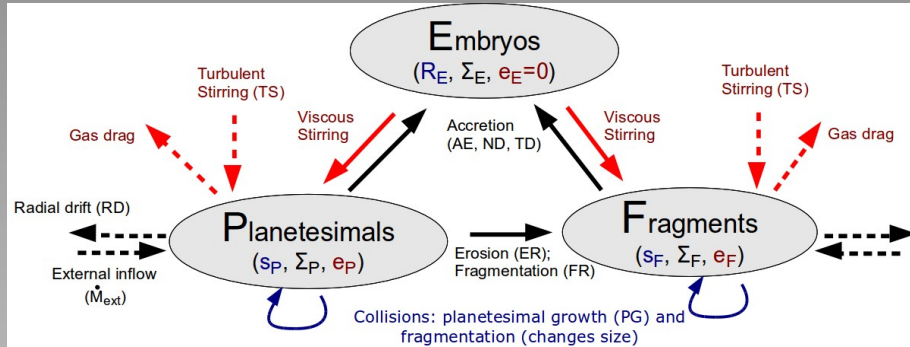 Embryos
(R_E, Σ_E, e_E=0)
Turbulent
Stirring (TS)
Gas drag
Viscous
Stirring
Accretion
(AE, ND, TD)
Viscous
Stirring
Turbulent
Stirring (TS)
Gas drag
Radial drift (RD)
External inflow
(Ṁ_ext)
Planetesimals
(s_P, Σ_P, e_P)
Erosion (ER);
Fragmentation (FR)
Fragments
(s_F, Σ_F, e_F)
Collisions: planetesimal growth (PG) and
fragmentation (changes size)